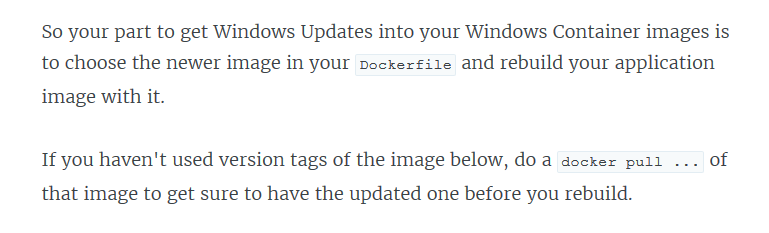 So your part to get Windows Updates into your Windows Container images is
to choose the newer image in your Dockerfile and rebuild your application
image with it.
If you haven't used version tags of the image below, do a docker pull ... of
that image to get sure to have the updated one before you rebuild.